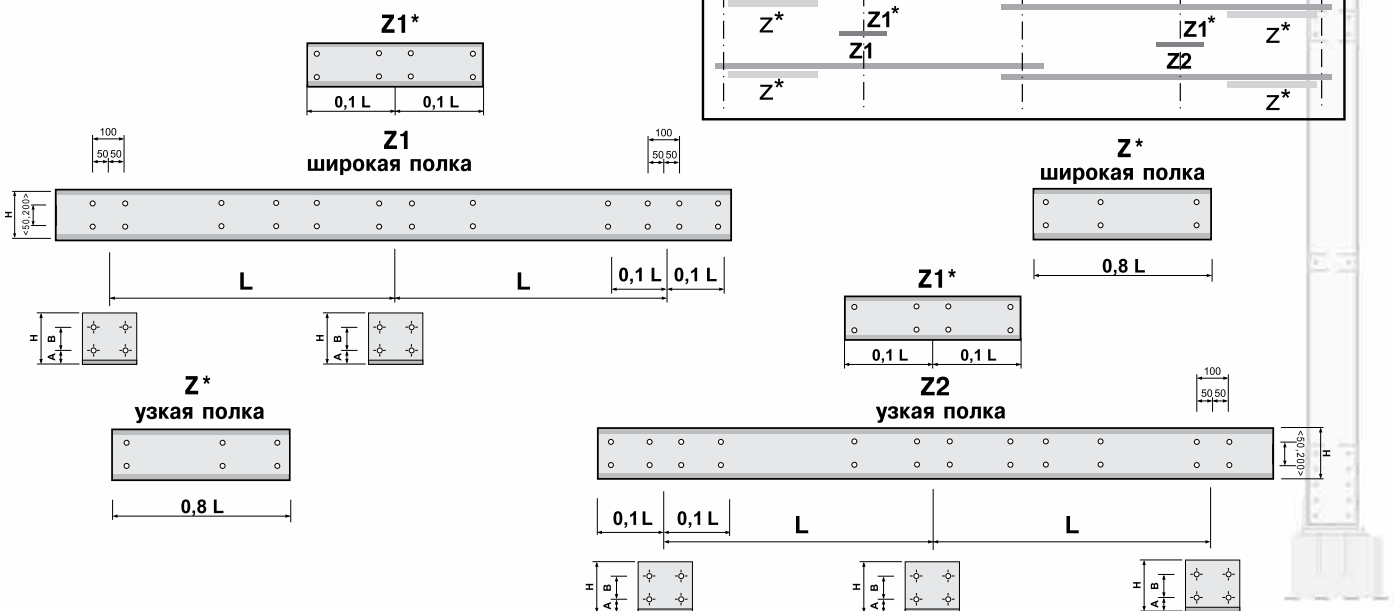 Z1*
0,1 L 0,1 L
Z* Z1* Z1* Z*
Z1 Z2
Z* Z*
Z1
широкая полка
100 100
50 50 50 50
H <50,200>
L L 0,1 L 0,1 L
H B A H B A
Z*
широкая полка
0,8 L
Z1*
0,1 L 0,1 L
Z*
узкая полка
0,8 L
Z2
узкая полка
100
50 50
<50,200> H
0,1 L 0,1 L L L
H B A H B A H B A